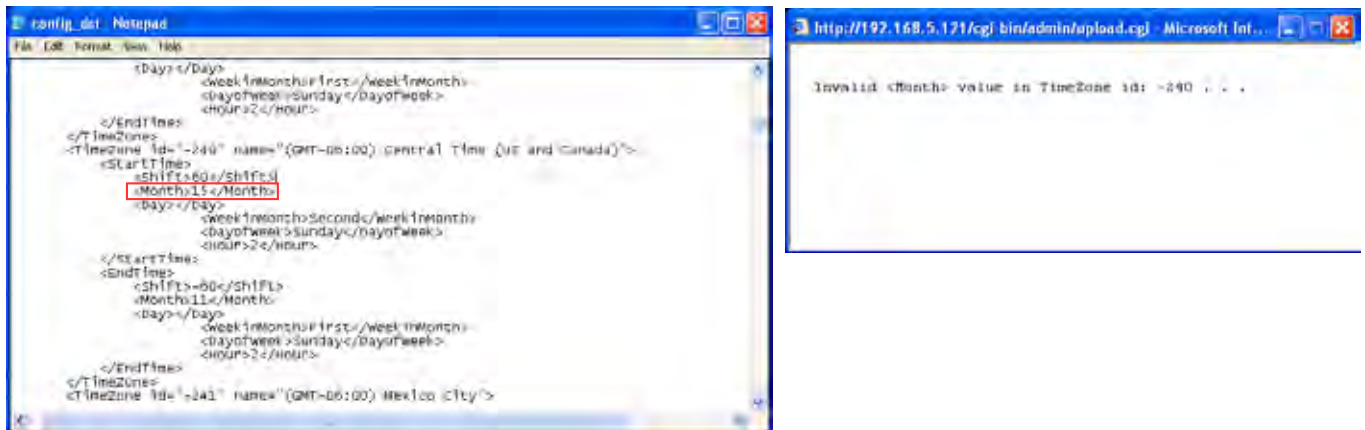 config_dst - Notepad
File Edit Format View Help
<Day></Day>
<WeekInMonth>First</WeekInMonth>
<DayofWeek>Sunday</DayofWeek>
<Hour>2</Hour>
</EndTime>
</TimeZone>
<TimeZone id="-240" name="(GMT-06:00) Central Time (US and Canada)">
<StartTime>
<Shift>60</Shift>
<Month>15</Month>
<Day></Day>
<WeekInMonth>Second</WeekInMonth>
<DayofWeek>Sunday</DayofWeek>
<Hour>2</Hour>
</StartTime>
<EndTime>
<Shift>-60</Shift>
<Month>11</Month>
<Day></Day>
<WeekInMonth>First</WeekInMonth>
<DayofWeek>Sunday</DayofWeek>
<Hour>2</Hour>
</EndTime>
</TimeZone>
<TimeZone id="-241" name="(GMT-06:00) Mexico City">
http://192.168.5.121/cgi-bin/admin/upload.cgi - Microsoft Int...
Invalid <Month> value in TimeZone id: -240 . . .